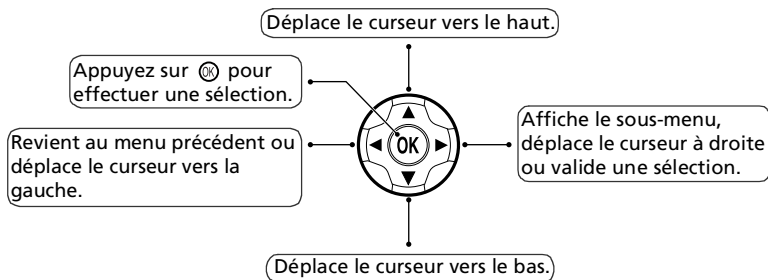 Déplace le curseur vers le haut.
Appuyez sur OK pour
effectuer une sélection.
Revient au menu précédent ou
déplace le curseur vers la
gauche.
OK
Affiche le sous-menu,
déplace le curseur à droite
ou valide une sélection.
Déplace le curseur vers le bas.